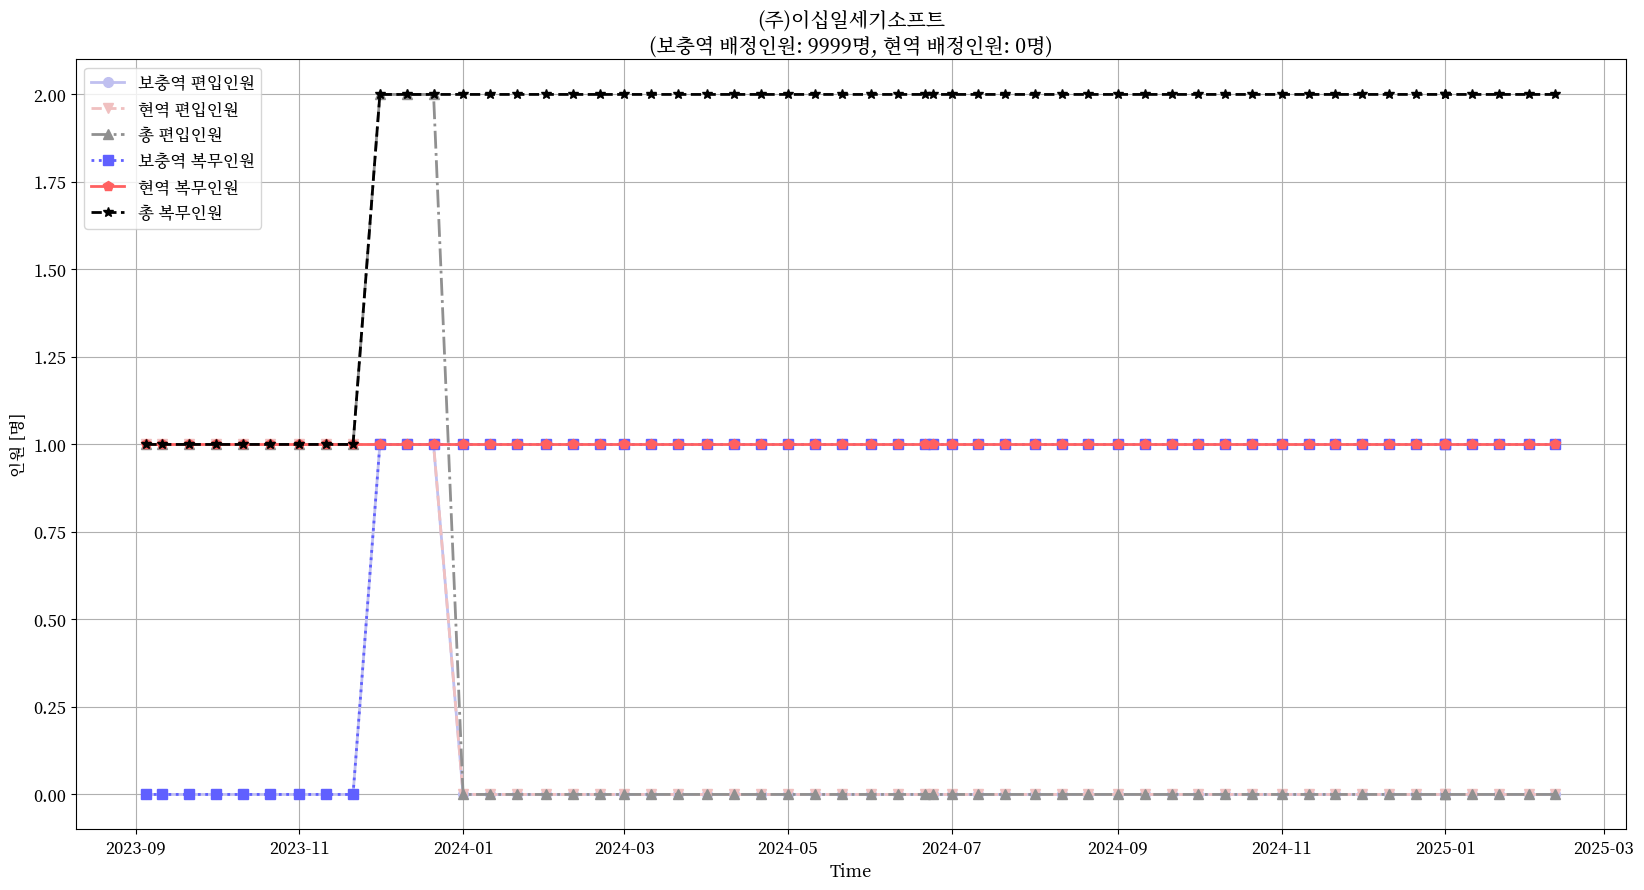 (주)이십일세기소프트
(보충역 배정인원: 9999명, 현역 배정인원: 0명)
보충역 편입인원
현역 편입인원
총 편입인원
보충역 복무인원
현역 복무인원
총 복무인원
인원 [명]
2.00
1.75
1.50
1.25
1.00
0.75
0.50
0.25
0.00
2023-09
2023-11
2024-01
2024-03
2024-05
2024-07
2024-09
2024-11
2025-01
2025-03
Time